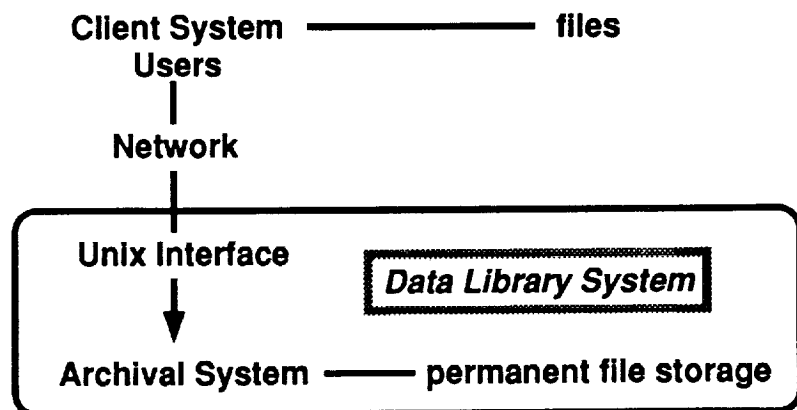 Client System files
Users
Network
Unix Interface
Data Library System
Archival System permanent file storage